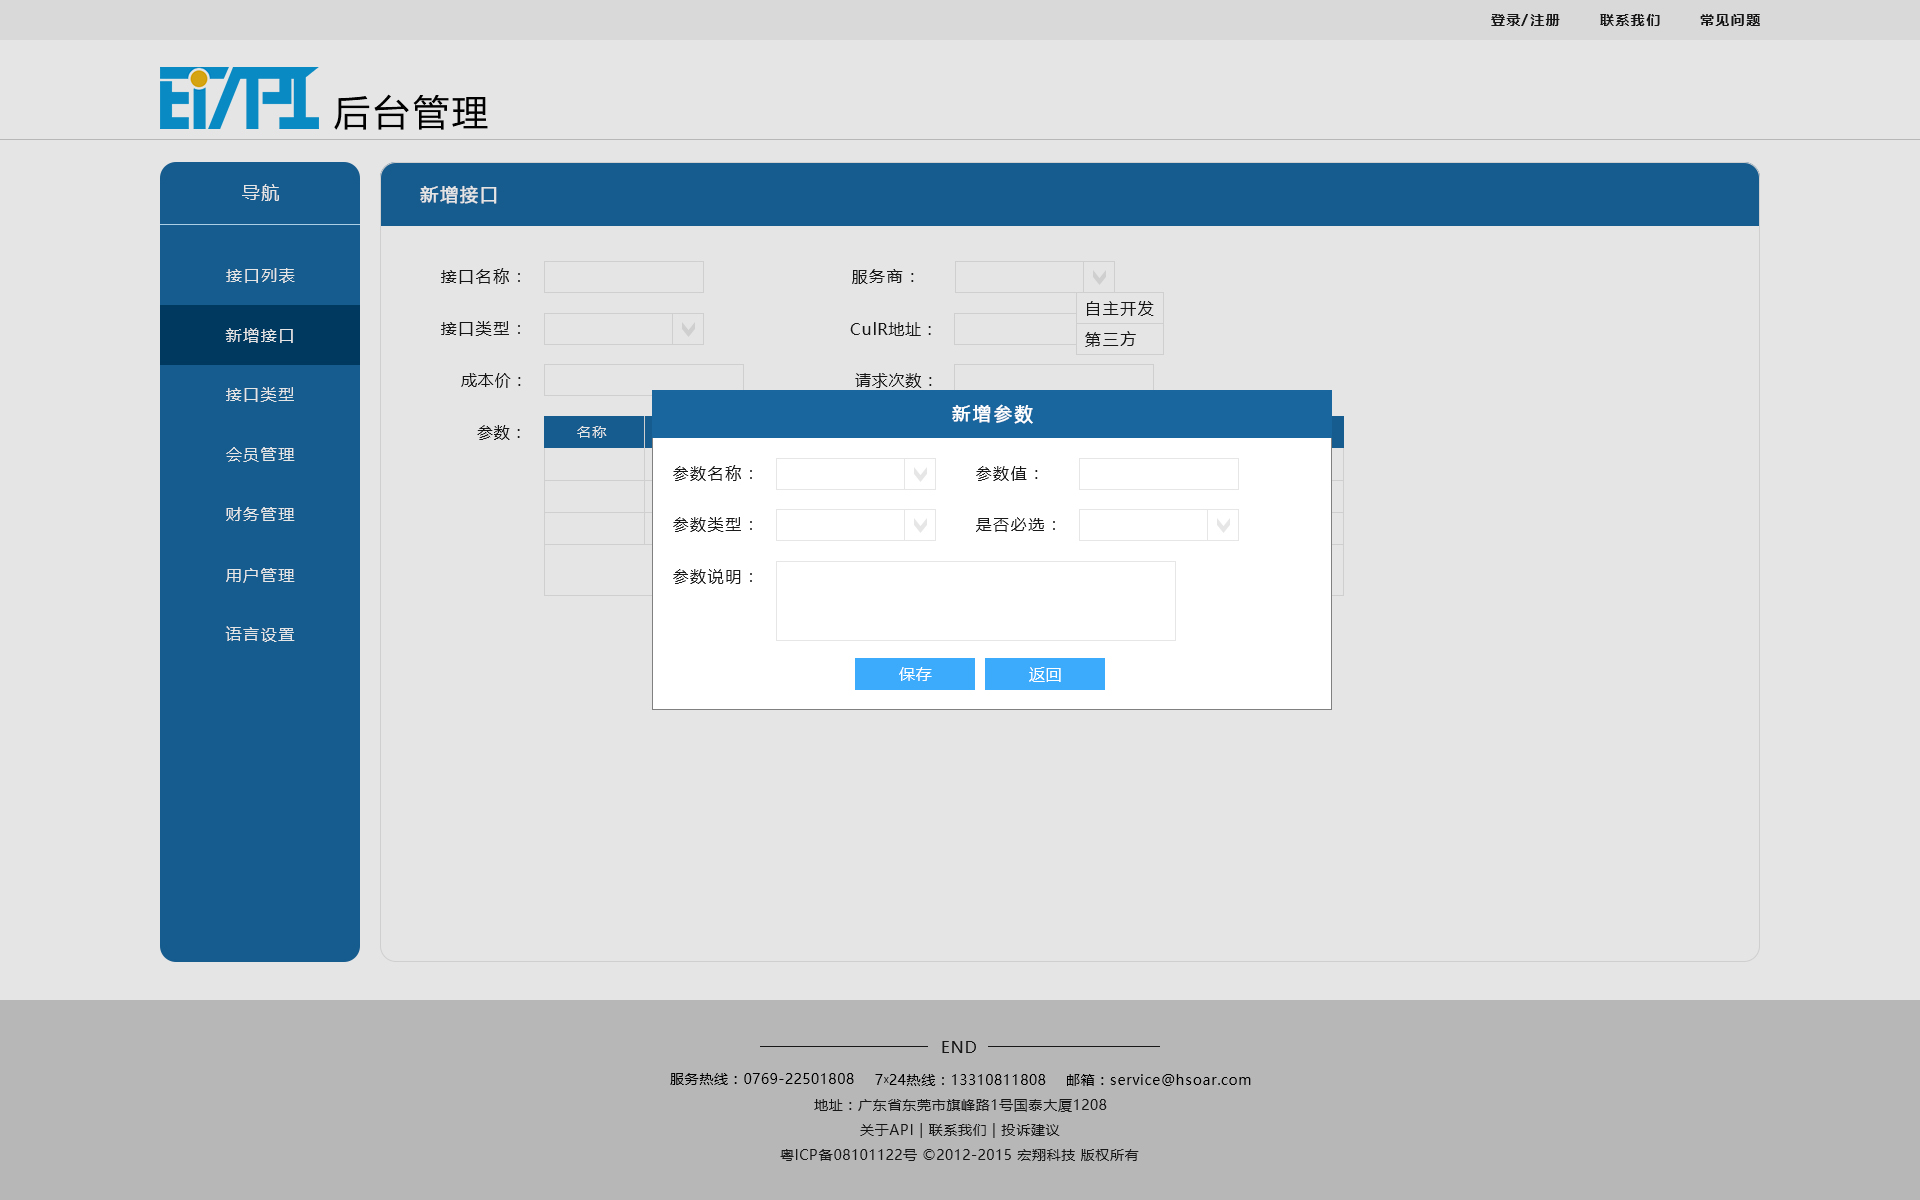 登录/注册 联系我们 常见问题
EI/API 后台管理
导航
接口列表
新增接口
接口类型
会员管理
财务管理
用户管理
语言设置
新增接口
接口名称： 服务商：
自主开发
接口类型： CulR地址：
第三方
成本价： 请求次数：
参数： 名称
新增参数
参数名称： 参数值：
参数类型： 是否必选：
参数说明：
保存 返回
END
服务热线：0769-22501808 7x24热线：13310811808 邮箱：service@hsoar.com
地址：广东省东莞市旗峰路1号国泰大厦1208
关于API | 联系我们 | 投诉建议
粤ICP备08101122号 ©2012-2015 宏翔科技 版权所有